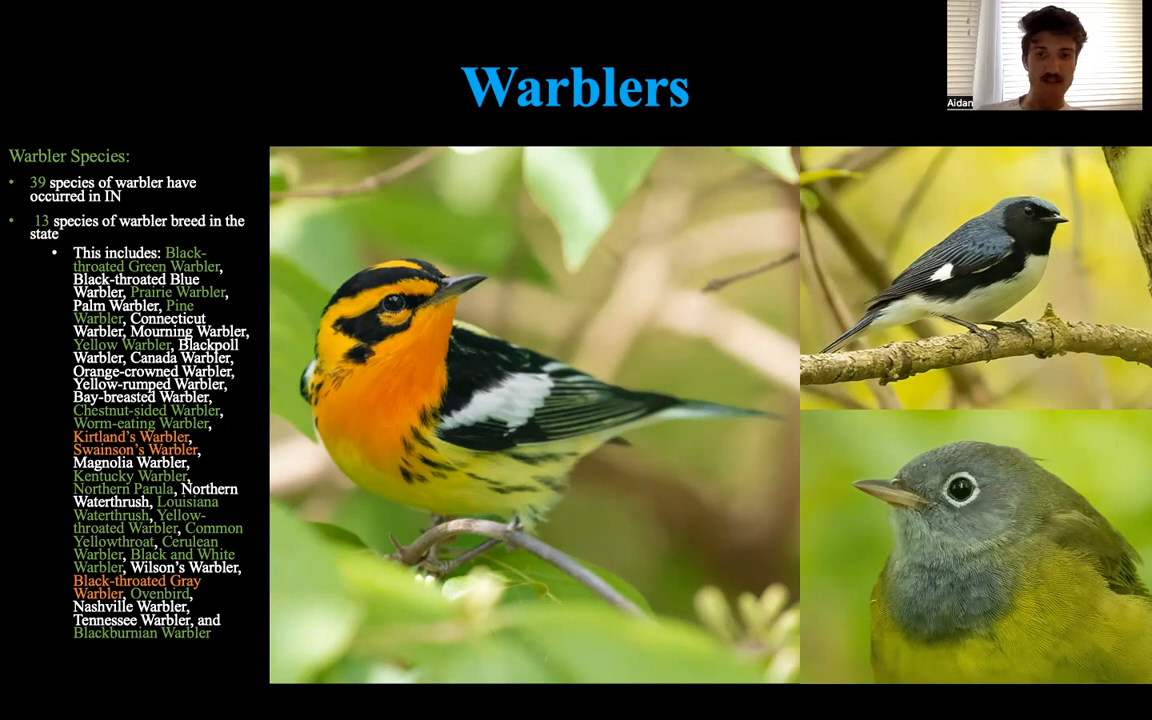 Warblers
Aidan
Warbler Species:
• 39 species of warbler have
occurred in IN
• 13 species of warbler breed in the
state
• This includes: Black-
throated Green Warbler,
Black-throated Blue
Warbler, Prairie Warbler,
Palm Warbler, Pine
Warbler, Connecticut
Warbler, Mourning Warbler,
Yellow Warbler, Blackpoll
Warbler, Canada Warbler,
Orange-crowned Warbler,
Yellow-rumped Warbler,
Bay-breasted Warbler,
Chestnut-sided Warbler,
Worm-eating Warbler,
Kirtland’s Warbler,
Swainson’s Warbler,
Magnolia Warbler,
Kentucky Warbler,
Northern Parula, Northern
Waterthrush, Louisiana
Waterthrush, Yellow-
throated Warbler, Common
Yellowthroat, Cerulean
Warbler, Black and White
Warbler, Wilson’s Warbler,
Black-throated Gray
Warbler, Ovenbird,
Nashville Warbler,
Tennessee Warbler, and
Blackburnian Warbler